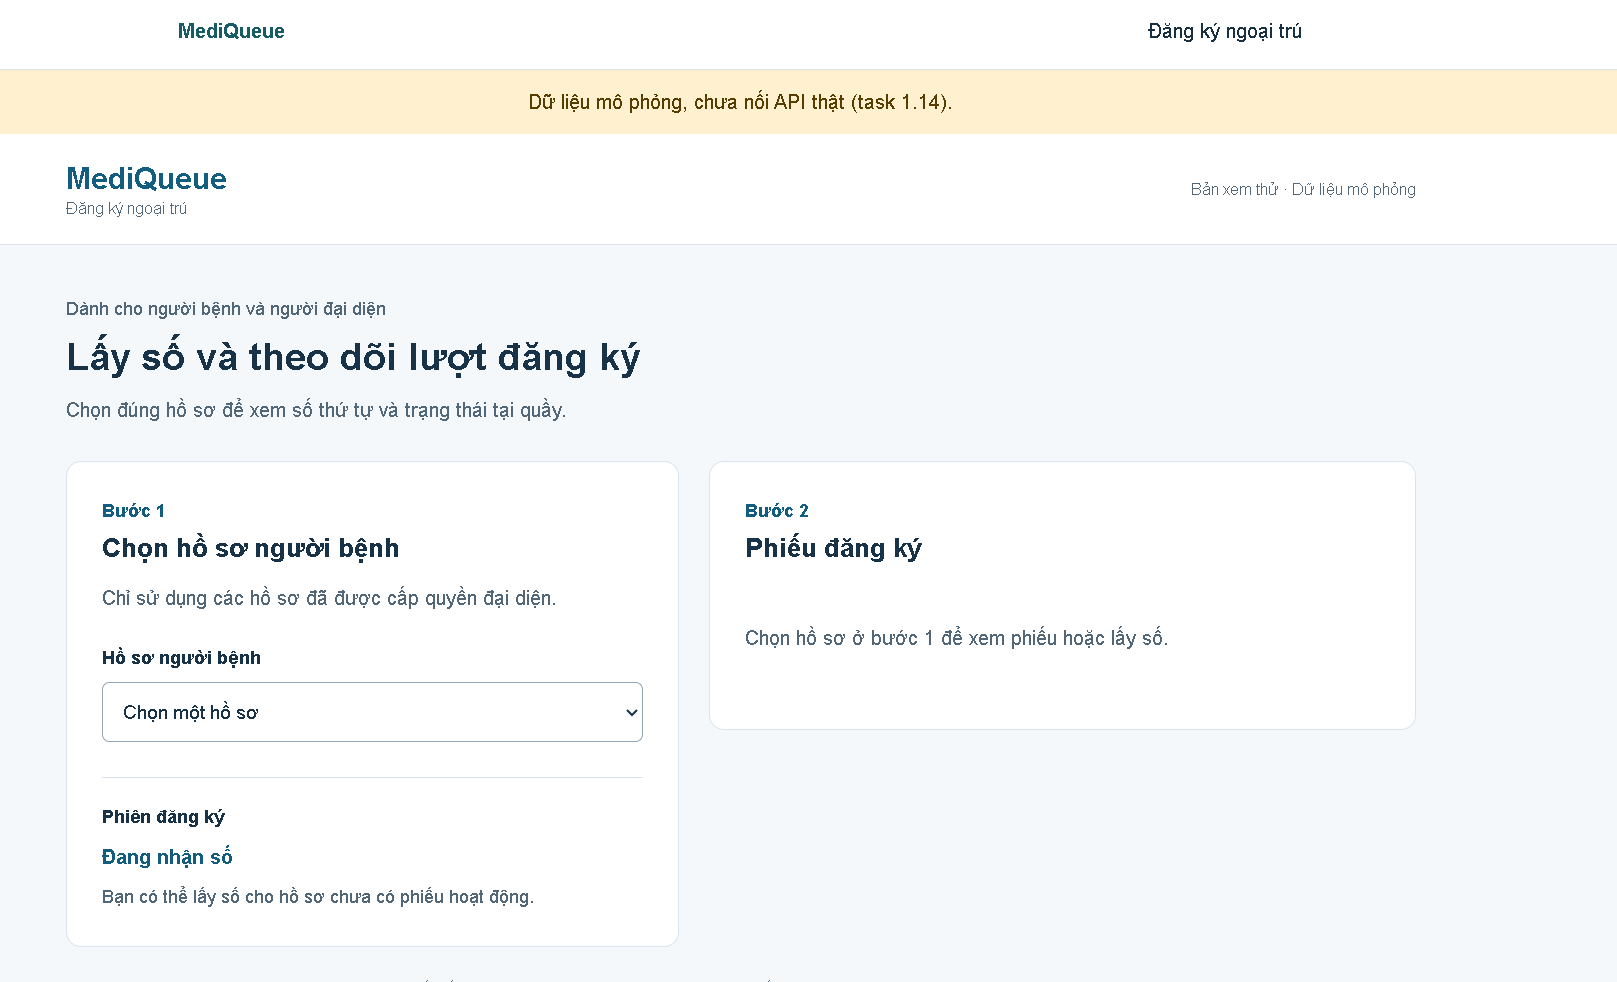 MediQueue
Đăng ký ngoại trú
Dữ liệu mô phỏng, chưa nối API thật (task 1.14).
MediQueue
Đăng ký ngoại trú
Bản xem thử · Dữ liệu mô phỏng
Dành cho người bệnh và người đại diện
Lấy số và theo dõi lượt đăng ký
Chọn đúng hồ sơ để xem số thứ tự và trạng thái tại quầy.
Bước 1
Chọn hồ sơ người bệnh
Chỉ sử dụng các hồ sơ đã được cấp quyền đại diện.
Hồ sơ người bệnh
Chọn một hồ sơ
Phiên đăng ký
Đang nhận số
Bạn có thể lấy số cho hồ sơ chưa có phiếu hoạt động.
Bước 2
Phiếu đăng ký
Chọn hồ sơ ở bước 1 để xem phiếu hoặc lấy số.